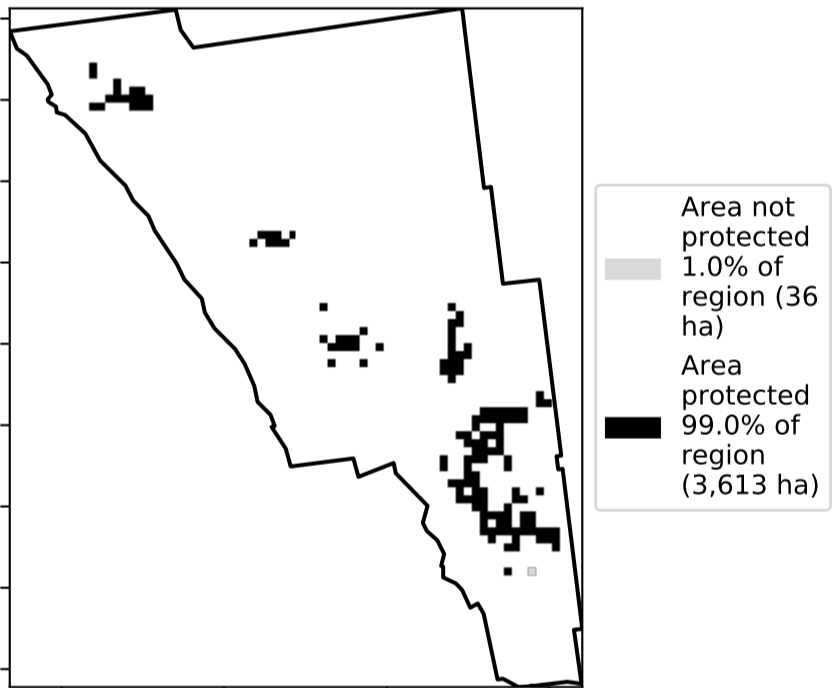 Area not
protected
1.0% of
region (36
ha)
Area
protected
99.0% of
region
(3,613 ha)